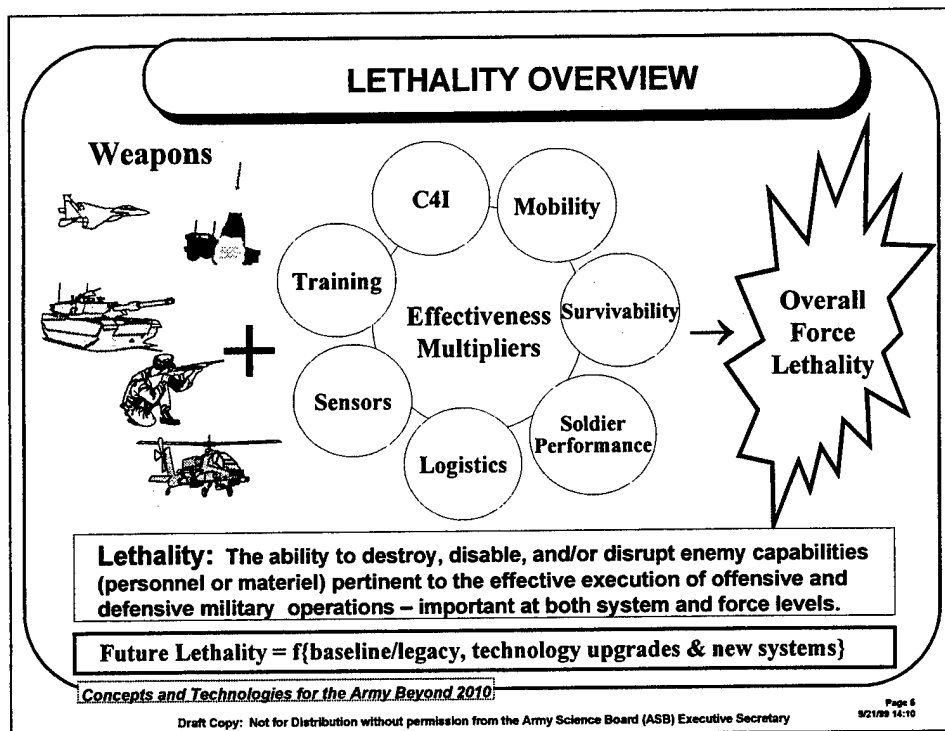 LETHALITY OVERVIEW
Weapons
C4I
Mobility
Training
Survivability
Effectiveness
Multipliers
Sensors
Soldier
Performance
Logistics
Overall
Force
Lethality
Lethality: The ability to destroy, disable, and/or disrupt enemy capabilities
(personnel or materiel) pertinent to the effective execution of offensive and
defensive military operations – important at both system and force levels.
Future Lethality = f{baseline/legacy, technology upgrades & new systems}
Concepts and Technologies for the Army Beyond 2010
Draft Copy: Not for Distribution without permission from the Army Science Board (ASB) Executive Secretary
Page 5
9/21/99 14:10